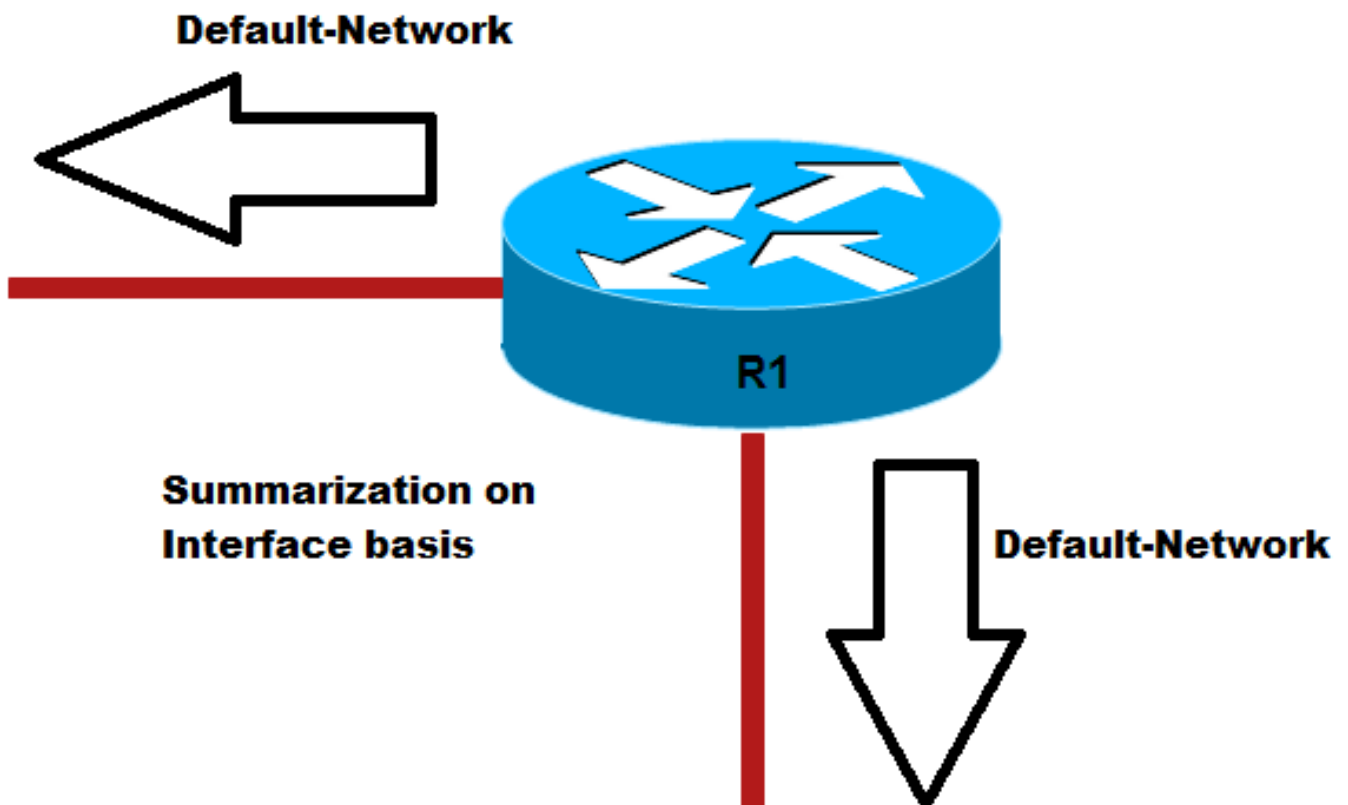 Default-Network
R1
Summarization on
Interface basis
Default-Network